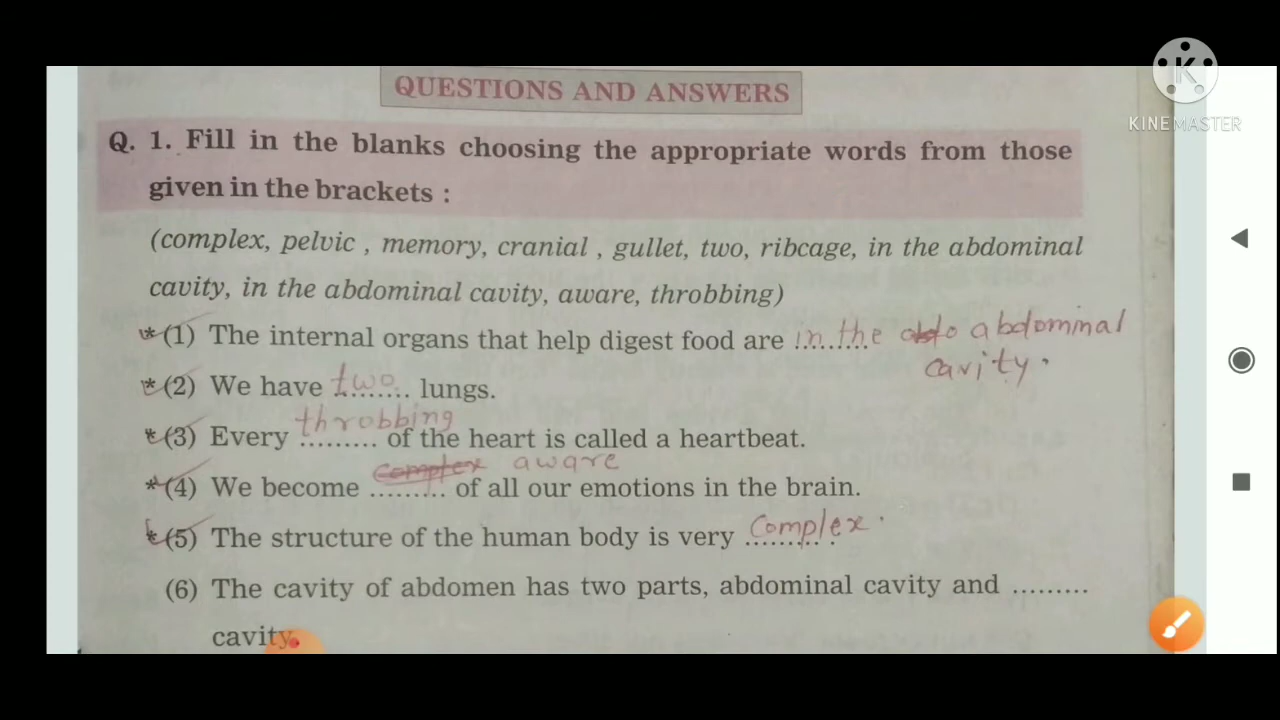 KINEMASTER
QUESTIONS AND ANSWERS
Q. 1. Fill in the blanks choosing the appropriate words from those
given in the brackets :
(complex, pelvic , memory, cranial , gullet, two, ribcage, in the abdominal
cavity, in the abdominal cavity, aware, throbbing)
*(1) The internal organs that help digest food are ......... in the abdo abdominal
cavity.
*(2) We have two ........ lungs.
throbbing
*(3) Every ......... of the heart is called a heartbeat.
complex aware
*(4) We become ......... of all our emotions in the brain.
*(5) The structure of the human body is very complex ......... .
(6) The cavity of abdomen has two parts, abdominal cavity and .........
cavity.